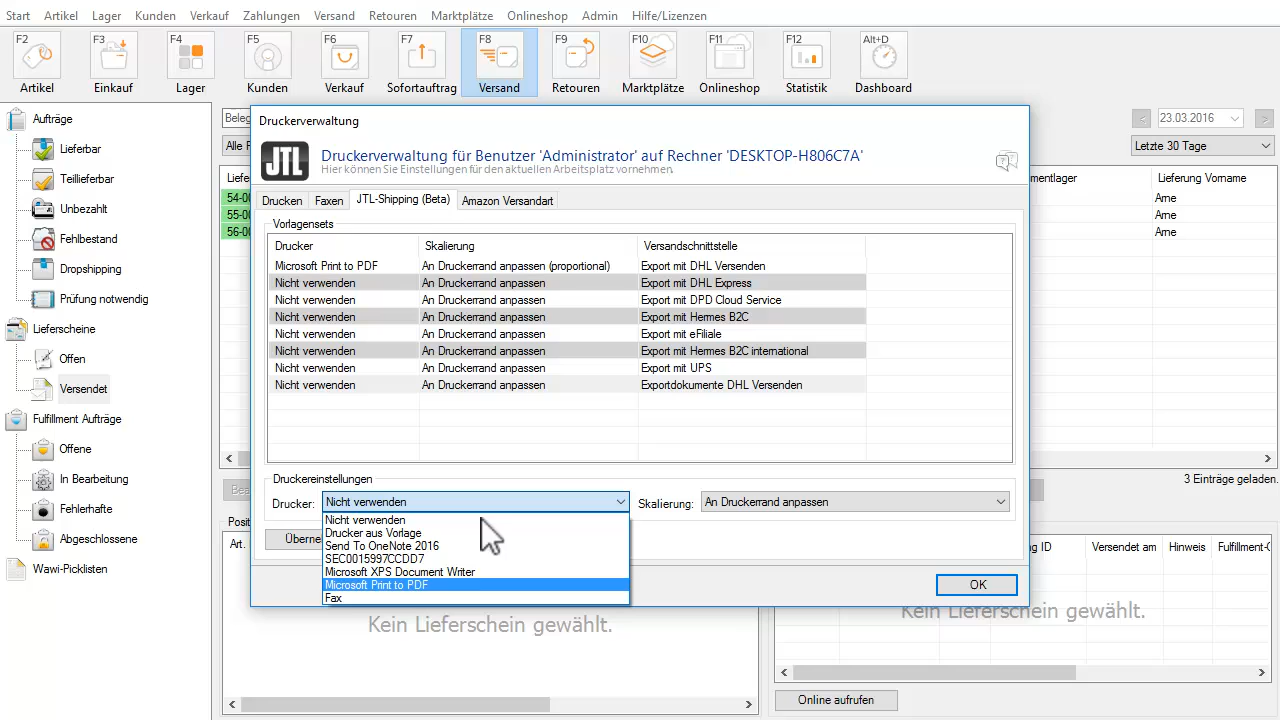 Start Artikel Lager Kunden Verkauf Zahlungen Versand Retouren Marktplätze Onlineshop Admin Hilfe/Lizenzen
F2 F3 F4 F5 F6 F7 F8 F9 F10 F11 F12 Alt+D
Artikel Einkauf Lager Kunden Verkauf Sofortauftrag Versand Retouren Marktplätze Onlineshop Statistik Dashboard
Aufträge
Lieferbar
Teillieferbar
Unbezahlt
Fehlbestand
Dropshipping
Prüfung notwendig
Lieferscheine
Offen
Versendet
Fulfillment Aufträge
Offene
In Bearbeitung
Fehlerhafte
Abgeschlossene
Wawi-Picklisten
< 23.03.2016 >
Letzte 30 Tage
Lieferung Vorname
Arne
Arne
Arne
3 Einträge geladen.
Druckerverwaltung
JTL
Druckerverwaltung für Benutzer 'Administrator' auf Rechner 'DESKTOP-H806C7A'
Hier können Sie Einstellungen für den aktuellen Arbeitsplatz vornehmen.
Drucken Faxen JTL-Shipping (Beta) Amazon Versandart
Vorlagensets
Drucker Skalierung Versandschnittstelle
Microsoft Print to PDF An Druckerrand anpassen (proportional) Export mit DHL Versenden
Nicht verwenden An Druckerrand anpassen Export mit DHL Express
Nicht verwenden An Druckerrand anpassen Export mit DPD Cloud Service
Nicht verwenden An Druckerrand anpassen Export mit Hermes B2C
Nicht verwenden An Druckerrand anpassen Export mit eFiliale
Nicht verwenden An Druckerrand anpassen Export mit Hermes B2C international
Nicht verwenden An Druckerrand anpassen Export mit UPS
Nicht verwenden An Druckerrand anpassen Exportdokumente DHL Versenden
Druckereinstellungen
Drucker: Nicht verwenden Skalierung: An Druckerrand anpassen
Nicht verwenden
Drucker aus Vorlage
Send To OneNote 2016
SEC0015997CCDD7
Microsoft XPS Document Writer
Microsoft Print to PDF
Fax
OK
Art.
Versendet am Hinweis
Kein Lieferschein gewählt.
Kein Lieferschein gewählt.
Online aufrufen